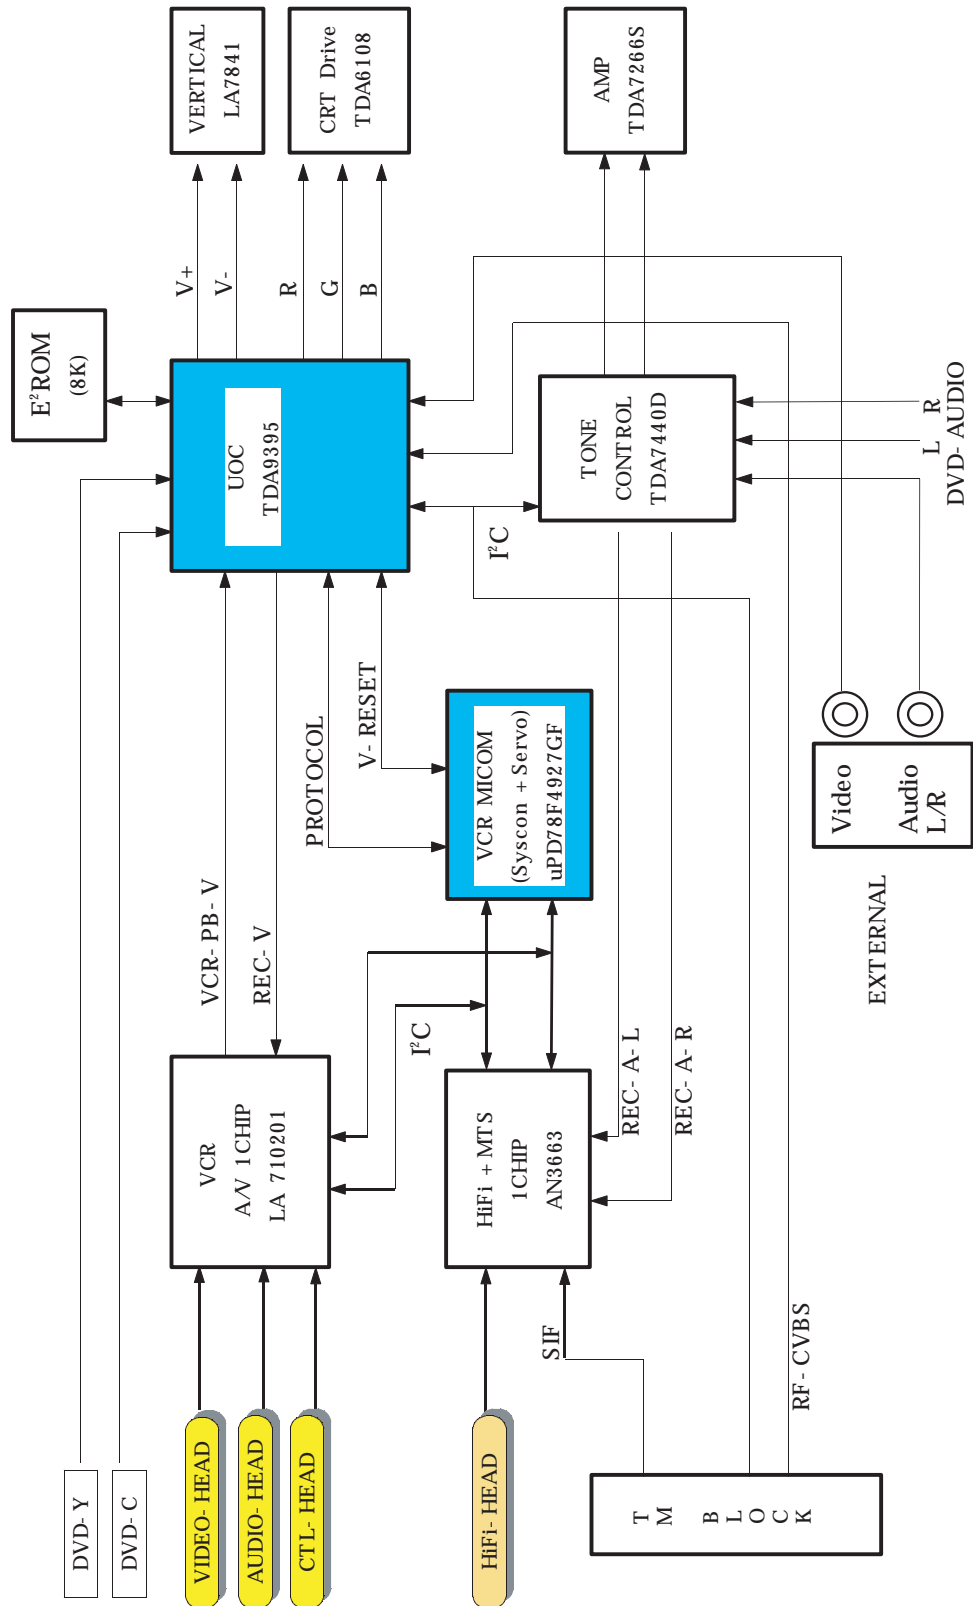 DVD- Y
DVD- C
VIDEO- HEAD
AUDIO- HEAD
CTL- HEAD
HiFi- HEAD
TM BLOCK
SIF
RF- CVBS
VCR
A/V 1CHIP
LA 710201
HiFi + MTS
1CHIP
AN3663
I²C
REC- A- L
REC- A- R
VCR- PB- V
REC- V
PROTOCOL
V- RESET
VCR MICOM
(Syscon + Servo)
uPD78F4927GF
EXTERNAL
Video
Audio
L/R
E²ROM
(8K)
UOC
TDA9395
I²C
TONE
CONTROL
TDA7440D
L R
DVD- AUDIO
V+
V-
R
G
B
VERTICAL
LA7841
CRT Drive
TDA6108
AMP
TDA7266S